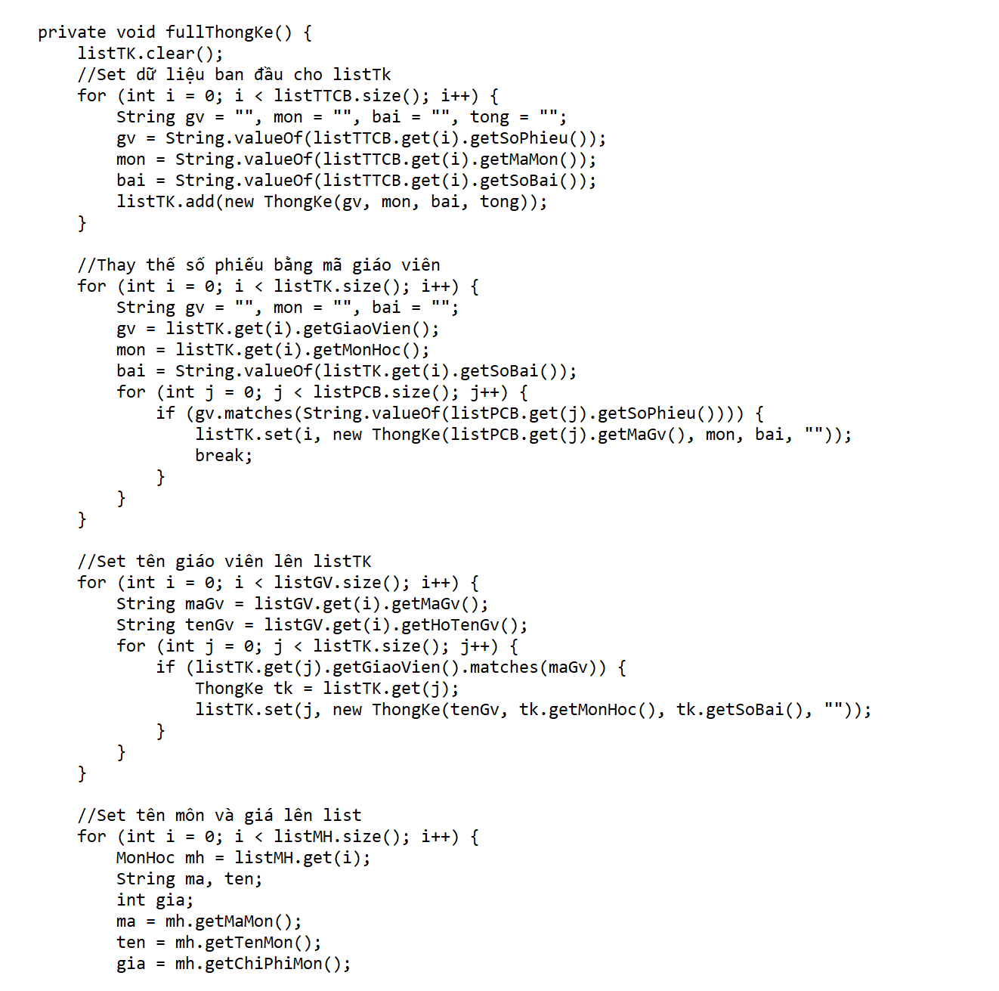 private void fullThongKe() {
    listTK.clear();
    //Set dữ liệu ban đầu cho listTk
    for (int i = 0; i < listTTCB.size(); i++) {
        String gv = "", mon = "", bai = "", tong = "";
        gv = String.valueOf(listTTCB.get(i).getSoPhieu());
        mon = String.valueOf(listTTCB.get(i).getMaMon());
        bai = String.valueOf(listTTCB.get(i).getSoBai());
        listTK.add(new ThongKe(gv, mon, bai, tong));
    }

    //Thay thế số phiếu bằng mã giáo viên
    for (int i = 0; i < listTK.size(); i++) {
        String gv = "", mon = "", bai = "";
        gv = listTK.get(i).getGiaoVien();
        mon = listTK.get(i).getMonHoc();
        bai = String.valueOf(listTK.get(i).getSoBai());
        for (int j = 0; j < listPCB.size(); j++) {
            if (gv.matches(String.valueOf(listPCB.get(j).getSoPhieu()))) {
                listTK.set(i, new ThongKe(listPCB.get(j).getMaGv(), mon, bai, ""));
                break;
            }
        }
    }

    //Set tên giáo viên lên listTK
    for (int i = 0; i < listGV.size(); i++) {
        String maGv = listGV.get(i).getMaGv();
        String tenGv = listGV.get(i).getHoTenGv();
        for (int j = 0; j < listTK.size(); j++) {
            if (listTK.get(j).getGiaoVien().matches(maGv)) {
                ThongKe tk = listTK.get(j);
                listTK.set(j, new ThongKe(tenGv, tk.getMonHoc(), tk.getSoBai(), ""));
            }
        }
    }

    //Set tên môn và giá lên list
    for (int i = 0; i < listMH.size(); i++) {
        MonHoc mh = listMH.get(i);
        String ma, ten;
        int gia;
        ma = mh.getMaMon();
        ten = mh.getTenMon();
        gia = mh.getChiPhiMon();